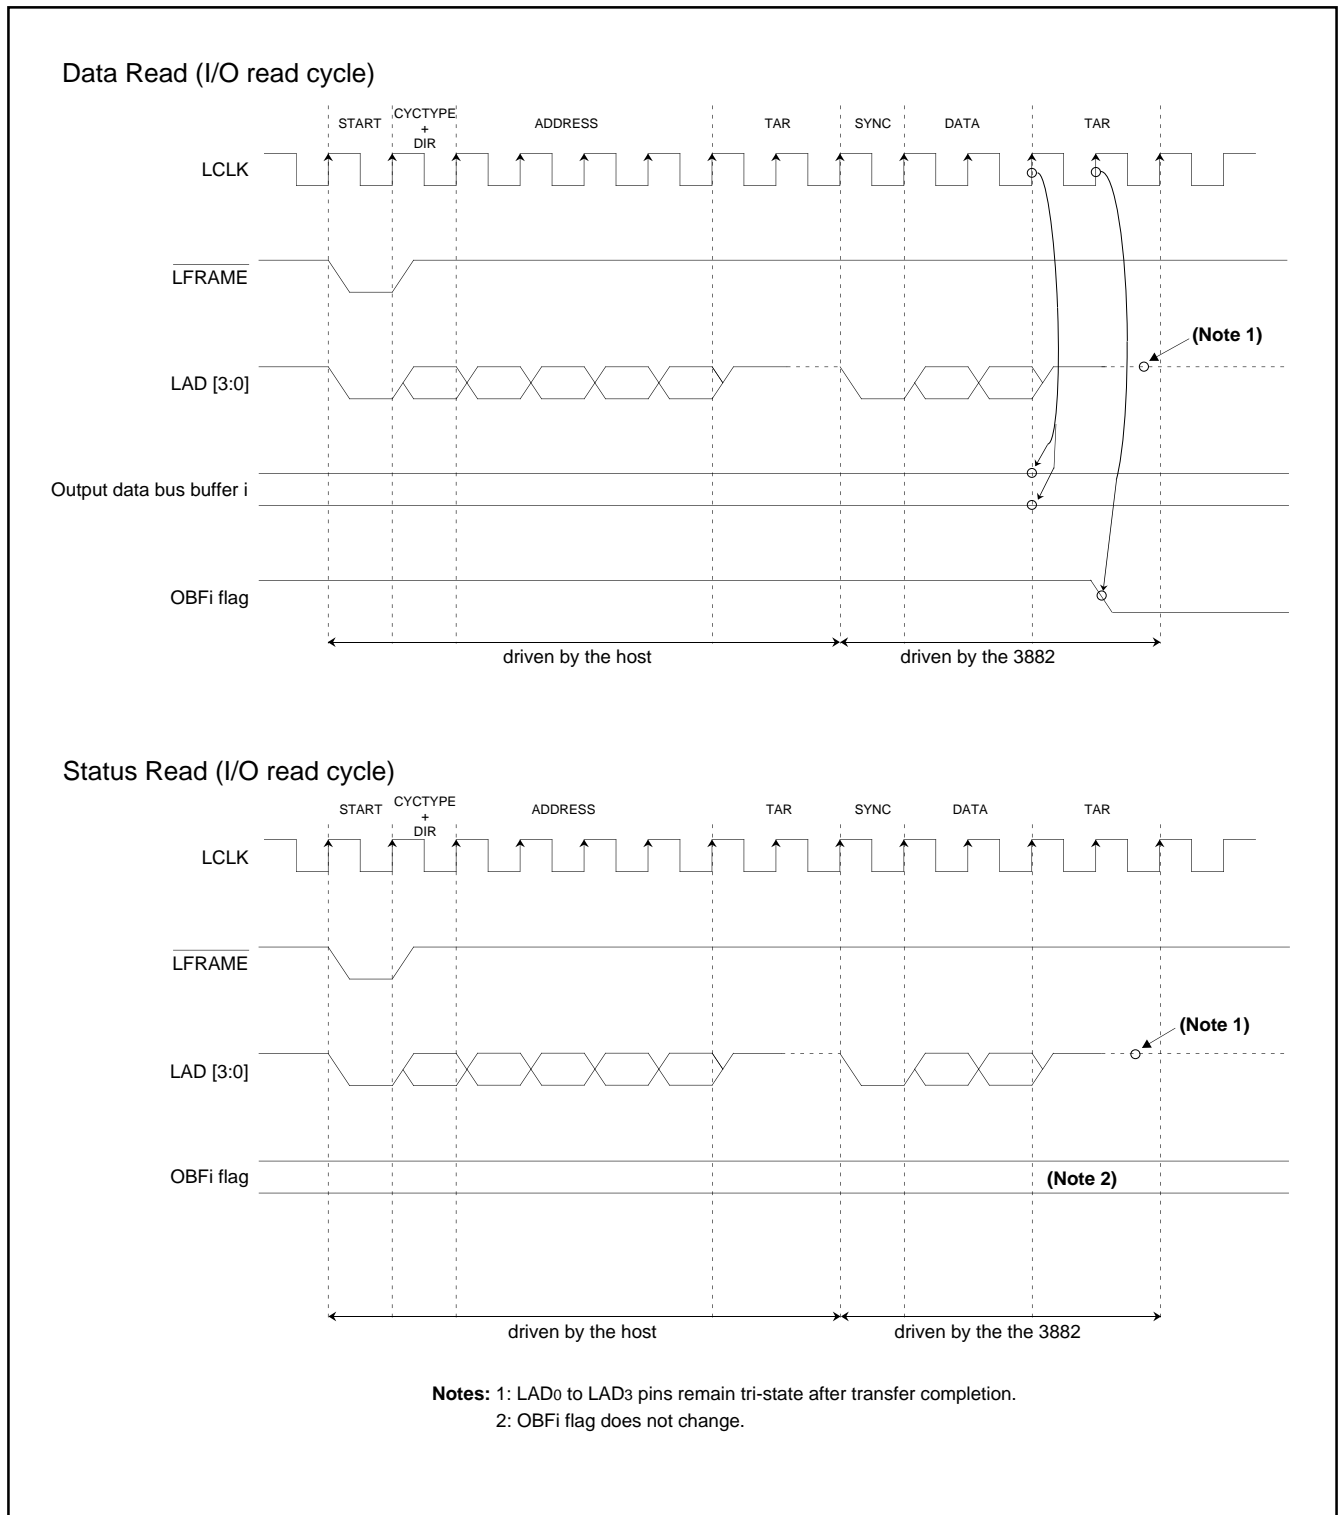 Data Read (I/O read cycle)
START
CYCTYPE
+
DIR
ADDRESS
TAR
SYNC
DATA
TAR
LCLK
LFRAME
(Note 1)
LAD [3:0]
Output data bus buffer i
OBFi flag
driven by the host
driven by the 3882
Status Read (I/O read cycle)
START
CYCTYPE
+
DIR
ADDRESS
TAR
SYNC
DATA
TAR
LCLK
LFRAME
(Note 1)
LAD [3:0]
OBFi flag
(Note 2)
driven by the host
driven by the the 3882
Notes: 1: LAD0 to LAD3 pins remain tri-state after transfer completion.
2: OBFi flag does not change.